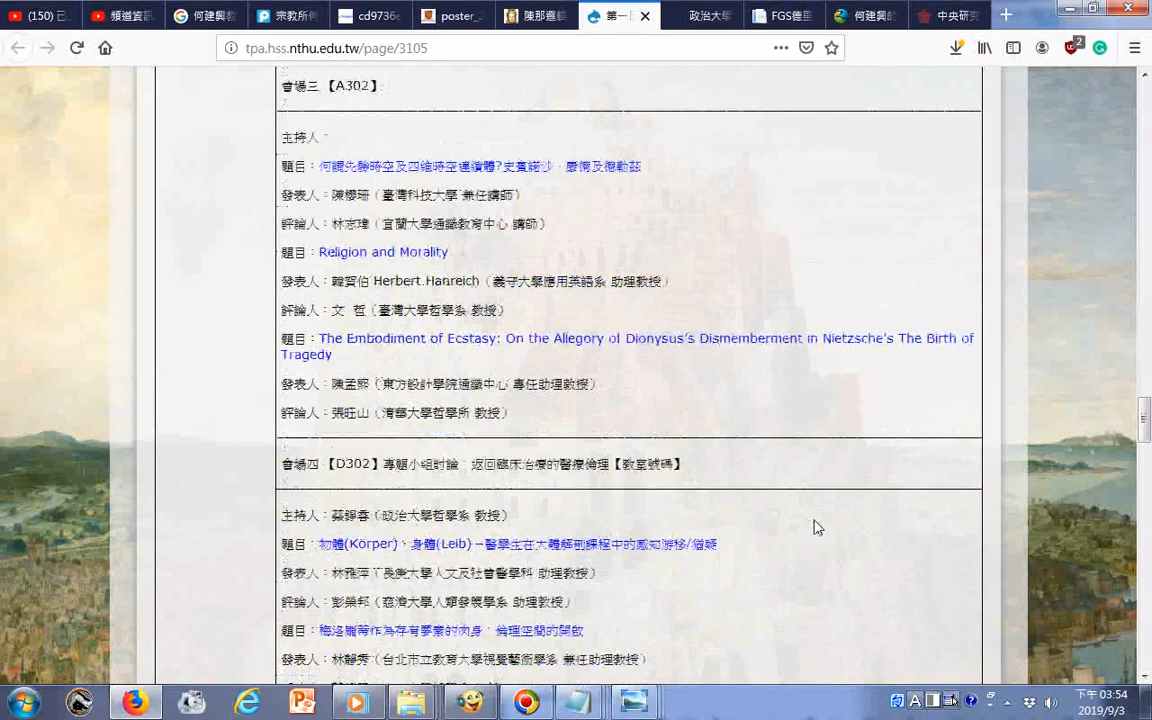 (150) 已
頻道資訊
何建興教
宗教所何
cd9736e
poster_
陳那邏輯
第一
政治大學
FGS德里
何建興的
中央研究
tpa.hss.nthu.edu.tw/page/3105
2
會場三 【A302】
主持人：
題目：何謂先驗時空及四維時空連續體?史賓諾沙、康德及德勒茲
發表人：陳櫻珊（臺灣科技大學 兼任講師）
評論人：林志瑋（宜蘭大學通識教育中心 講師）
題目：Religion and Morality
發表人：韓賀伯 Herbert Hanreich（義守大學應用英語系 助理教授）
評論人：文 哲（臺灣大學哲學系 教授）
題目：The Embodiment of Ecstasy: On the Allegory of Dionysus's Dismemberment in Nietzsche's The Birth of
Tragedy
發表人：陳孟熙（東方設計學院通識中心 專任助理教授）
評論人：張旺山（清華大學哲學所 教授）
會場四 【D302】專題小組討論：返回臨床治療的醫療倫理【教室號碼】
主持人：蔡錚雲（政治大學哲學系 教授）
題目：物體(Körper)、身體(Leib)－醫學生在大體解剖課程中的感知游移/猶疑
發表人：林雅萍（長庚大學人文及社會醫學科 助理教授）
評論人：彭榮邦（慈濟大學人類發展學系 助理教授）
題目：梅洛龐蒂作為存有要素的肉身：倫理空間的開啟
發表人：林靜秀（台北市立教育大學視覺藝術學系 兼任助理教授）
下午 03:54
2019/9/3